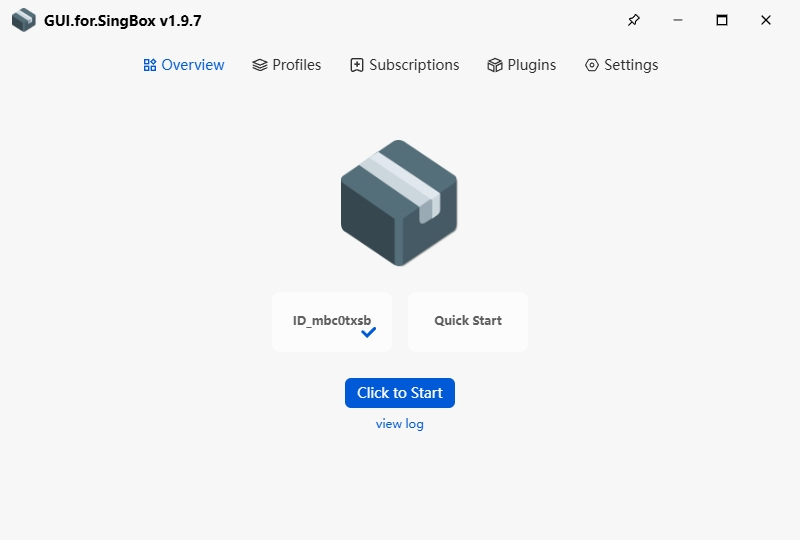 GUI.for.SingBox v1.9.7
Overview Profiles Subscriptions Plugins Settings
ID_mbc0txsb Quick Start
Click to Start
view log